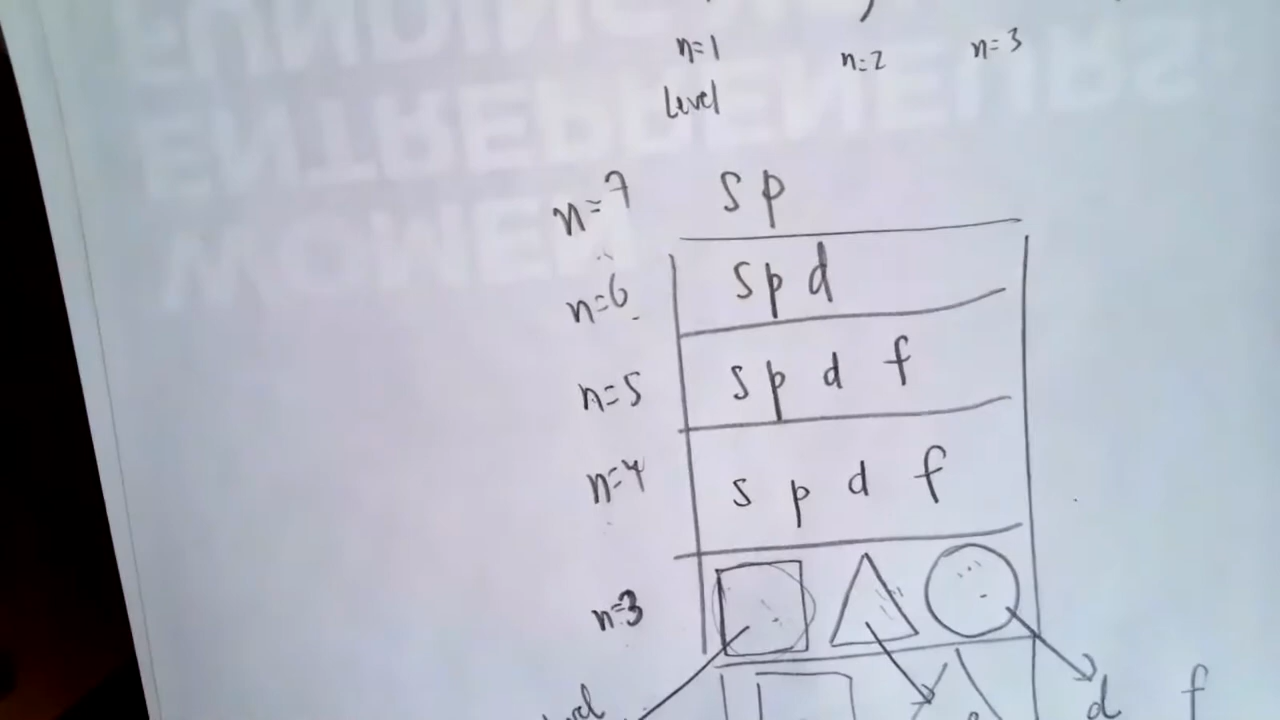 n=1 n=2 n=3
Level
n=7 s p
n=6 s p d
n=5 s p d f
n=4 s p d f
n=3
d f